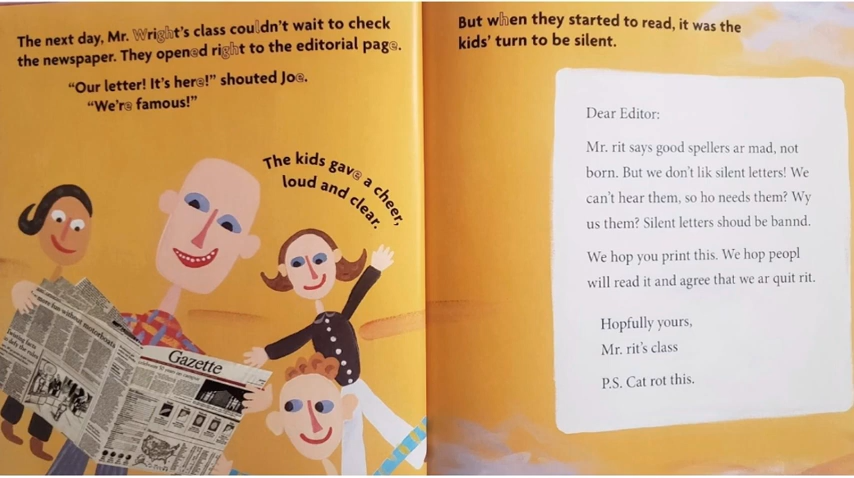 The next day, Mr. Wright's class couldn't wait to check
the newspaper. They opened right to the editorial page.
“Our letter! It's here!” shouted Joe.
“We're famous!”
The kids gave a cheer,
loud and clear.
Gazette
But when they started to read, it was the
kids' turn to be silent.
Dear Editor:
Mr. rit says good spellers ar mad, not
born. But we don't lik silent letters! We
can't hear them, so ho needs them? Wy
us them? Silent letters shoud be bannd.
We hop you print this. We hop peopl
will read it and agree that we ar quit rit.
Hopfully yours,
Mr. rit's class
P.S. Cat rot this.